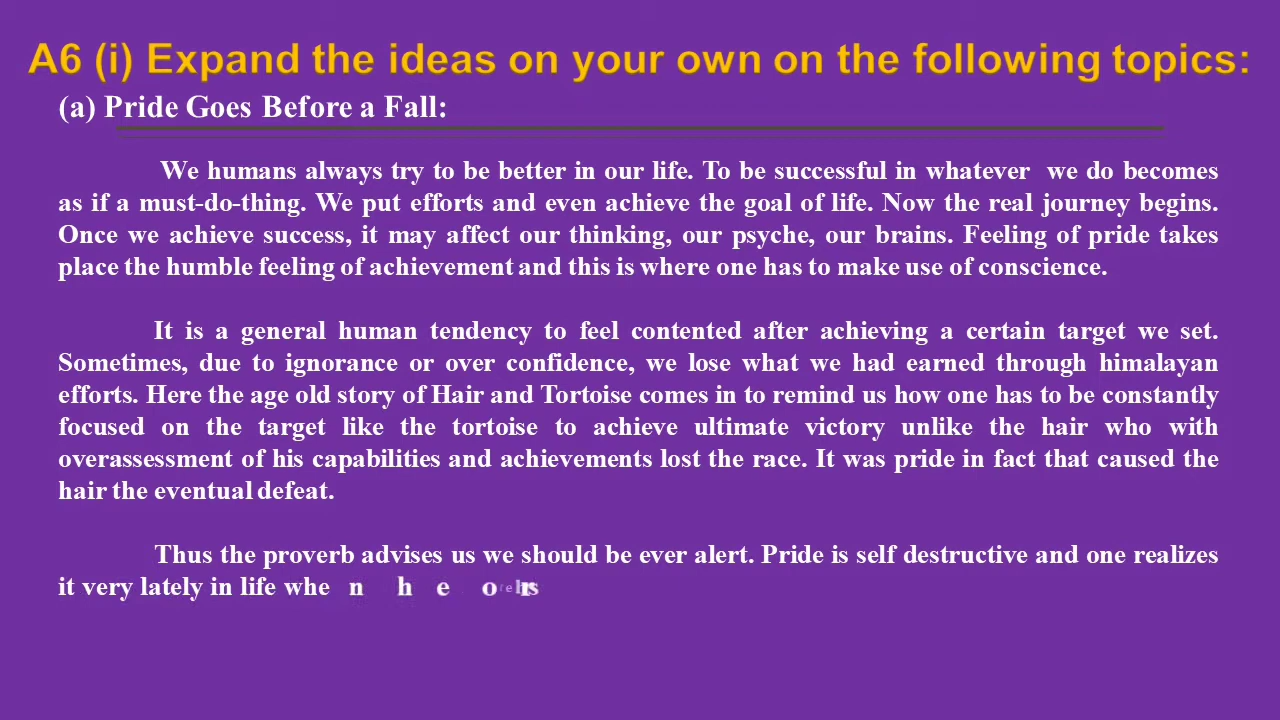 A6 (i) Expand the ideas on your own on the following topics:
(a) Pride Goes Before a Fall:
We humans always try to be better in our life. To be successful in whatever we do becomes
as if a must-do-thing. We put efforts and even achieve the goal of life. Now the real journey begins.
Once we achieve success, it may affect our thinking, our psyche, our brains. Feeling of pride takes
place the humble feeling of achievement and this is where one has to make use of conscience.
It is a general human tendency to feel contented after achieving a certain target we set.
Sometimes, due to ignorance or over confidence, we lose what we had earned through himalayan
efforts. Here the age old story of Hair and Tortoise comes in to remind us how one has to be constantly
focused on the target like the tortoise to achieve ultimate victory unlike the hair who with
overassessment of his capabilities and achievements lost the race. It was pride in fact that caused the
hair the eventual defeat.
Thus the proverb advises us we should be ever alert. Pride is self destructive and one realizes
it very lately in life when he o